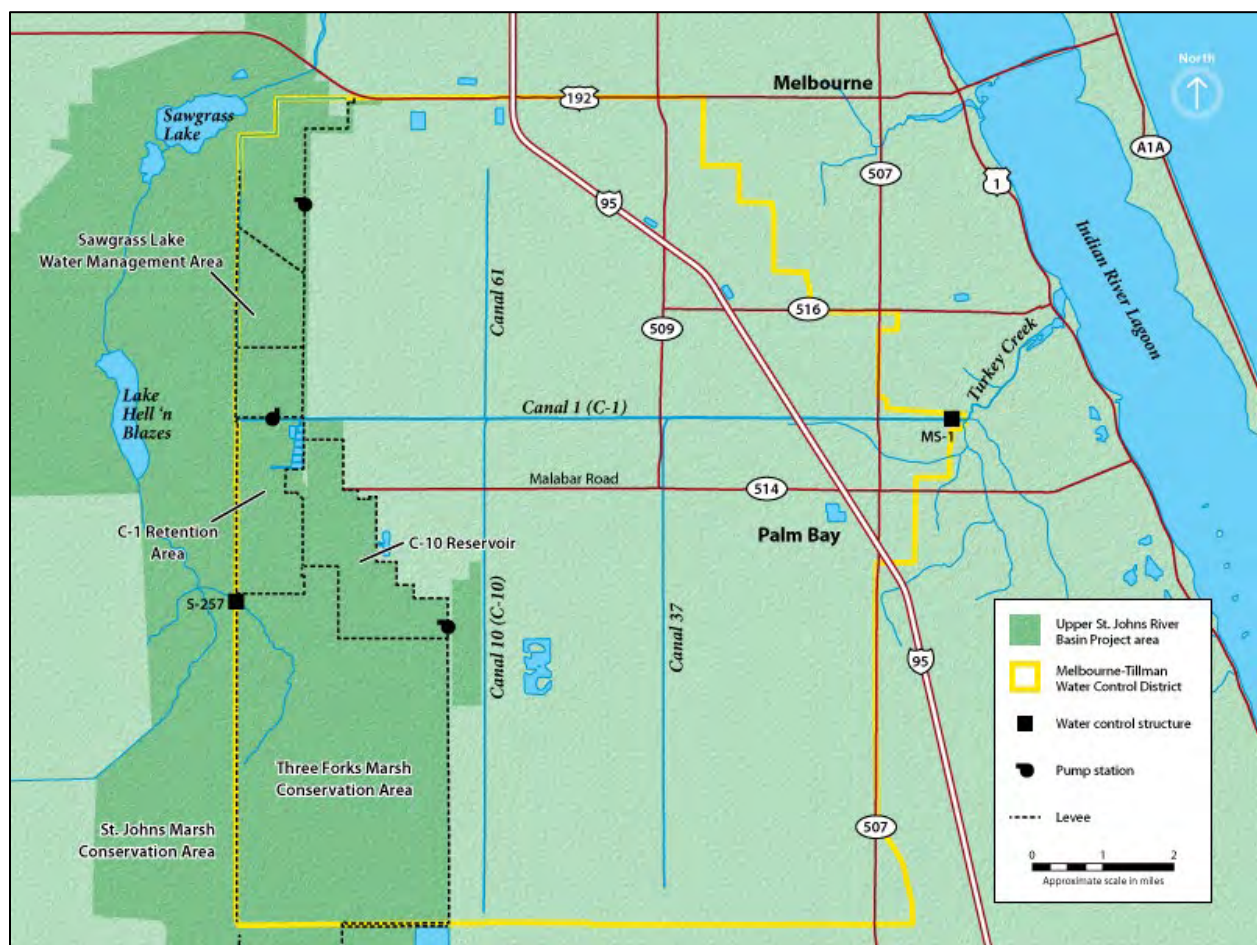 North
Melbourne
192
Sawgrass
Lake
A1A
507
1
95
Sawgrass Lake
Water Management Area
Canal 61
Indian River Lagoon
516
509
Turkey Creek
Lake
Hell 'n
Blazes
Canal 1 (C-1)
MS-1
Malabar Road
514
C-1 Retention
Area
C-10 Reservoir
Palm Bay
S-257
Canal 10 (C-10)
Canal 37
95
Three Forks Marsh
Conservation Area
St. Johns Marsh
Conservation Area
507
Upper St. Johns River
Basin Project area
Melbourne-Tillman
Water Control District
Water control structure
Pump station
Levee
0 1 2
Approximate scale in miles